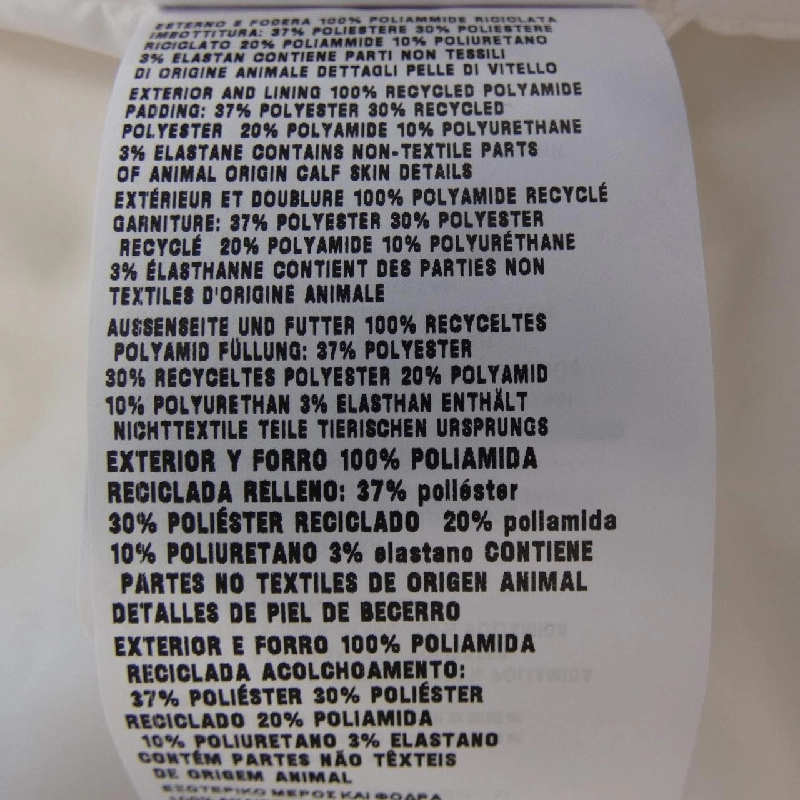 ESTERNO E FODERA 100% POLIAMMIDE RICICLATA
IMBOTTITURA: 37% POLIESTERE 30% POLIESTERE
RICICLATO 20% POLIAMMIDE 10% POLIURETANO
3% ELASTAN CONTIENE PARTI NON TESSILI
DI ORIGINE ANIMALE DETTAGLI PELLE DI VITELLO
EXTERIOR AND LINING 100% RECYCLED POLYAMIDE
PADDING: 37% POLYESTER 30% RECYCLED
POLYESTER 20% POLYAMIDE 10% POLYURETHANE
3% ELASTANE CONTAINS NON-TEXTILE PARTS
OF ANIMAL ORIGIN CALF SKIN DETAILS
EXTÉRIEUR ET DOUBLURE 100% POLYAMIDE RECYCLÉ
GARNITURE: 37% POLYESTER 30% POLYESTER
RECYCLÉ 20% POLYAMIDE 10% POLYURÉTHANE
3% ÉLASTHANNE CONTIENT DES PARTIES NON
TEXTILES D'ORIGINE ANIMALE
AUSSENSEITE UND FUTTER 100% RECYCELTES
POLYAMID FÜLLUNG: 37% POLYESTER
30% RECYCELTES POLYESTER 20% POLYAMID
10% POLYURETHAN 3% ELASTHAN ENTHÄLT
NICHTTEXTILE TEILE TIERISCHEN URSPRUNGS
EXTERIOR Y FORRO 100% POLIAMIDA
RECICLADA RELLENO: 37% poliéster
30% POLIÉSTER RECICLADO 20% poliamida
10% POLIURETANO 3% elastano CONTIENE
PARTES NO TEXTILES DE ORIGEN ANIMAL
DETALLES DE PIEL DE BECERRO
EXTERIOR E FORRO 100% POLIAMIDA
RECICLADA ACOLCHOAMENTO:
37% POLIÉSTER 30% POLIÉSTER
RECICLADO 20% POLIAMIDA
10% POLIURETANO 3% ELASTANO
CONTÉM PARTES NÃO TÊXTEIS
DE ORIGEM ANIMAL
ΕΞΩΤΕΡΙΚΟ ΜΕΡΟΣ ΚΑΙ ΦΟΔΡΑ